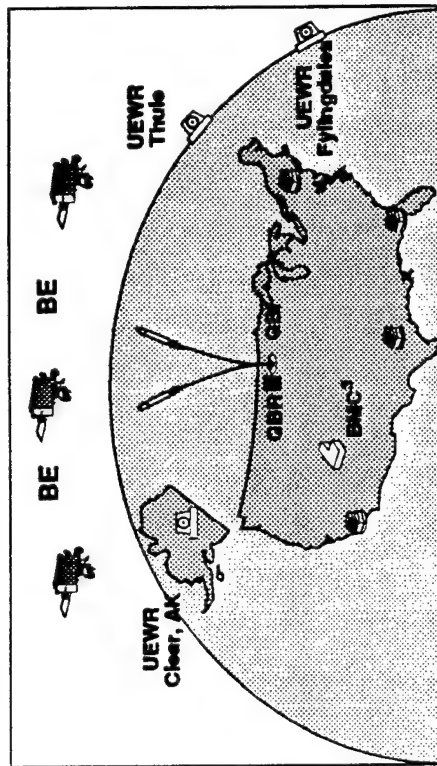 BE
BE
UEWR
Thule
UEWR
Clear, AK
UEWR
Fylingdales
GBR
GBI
BMC³